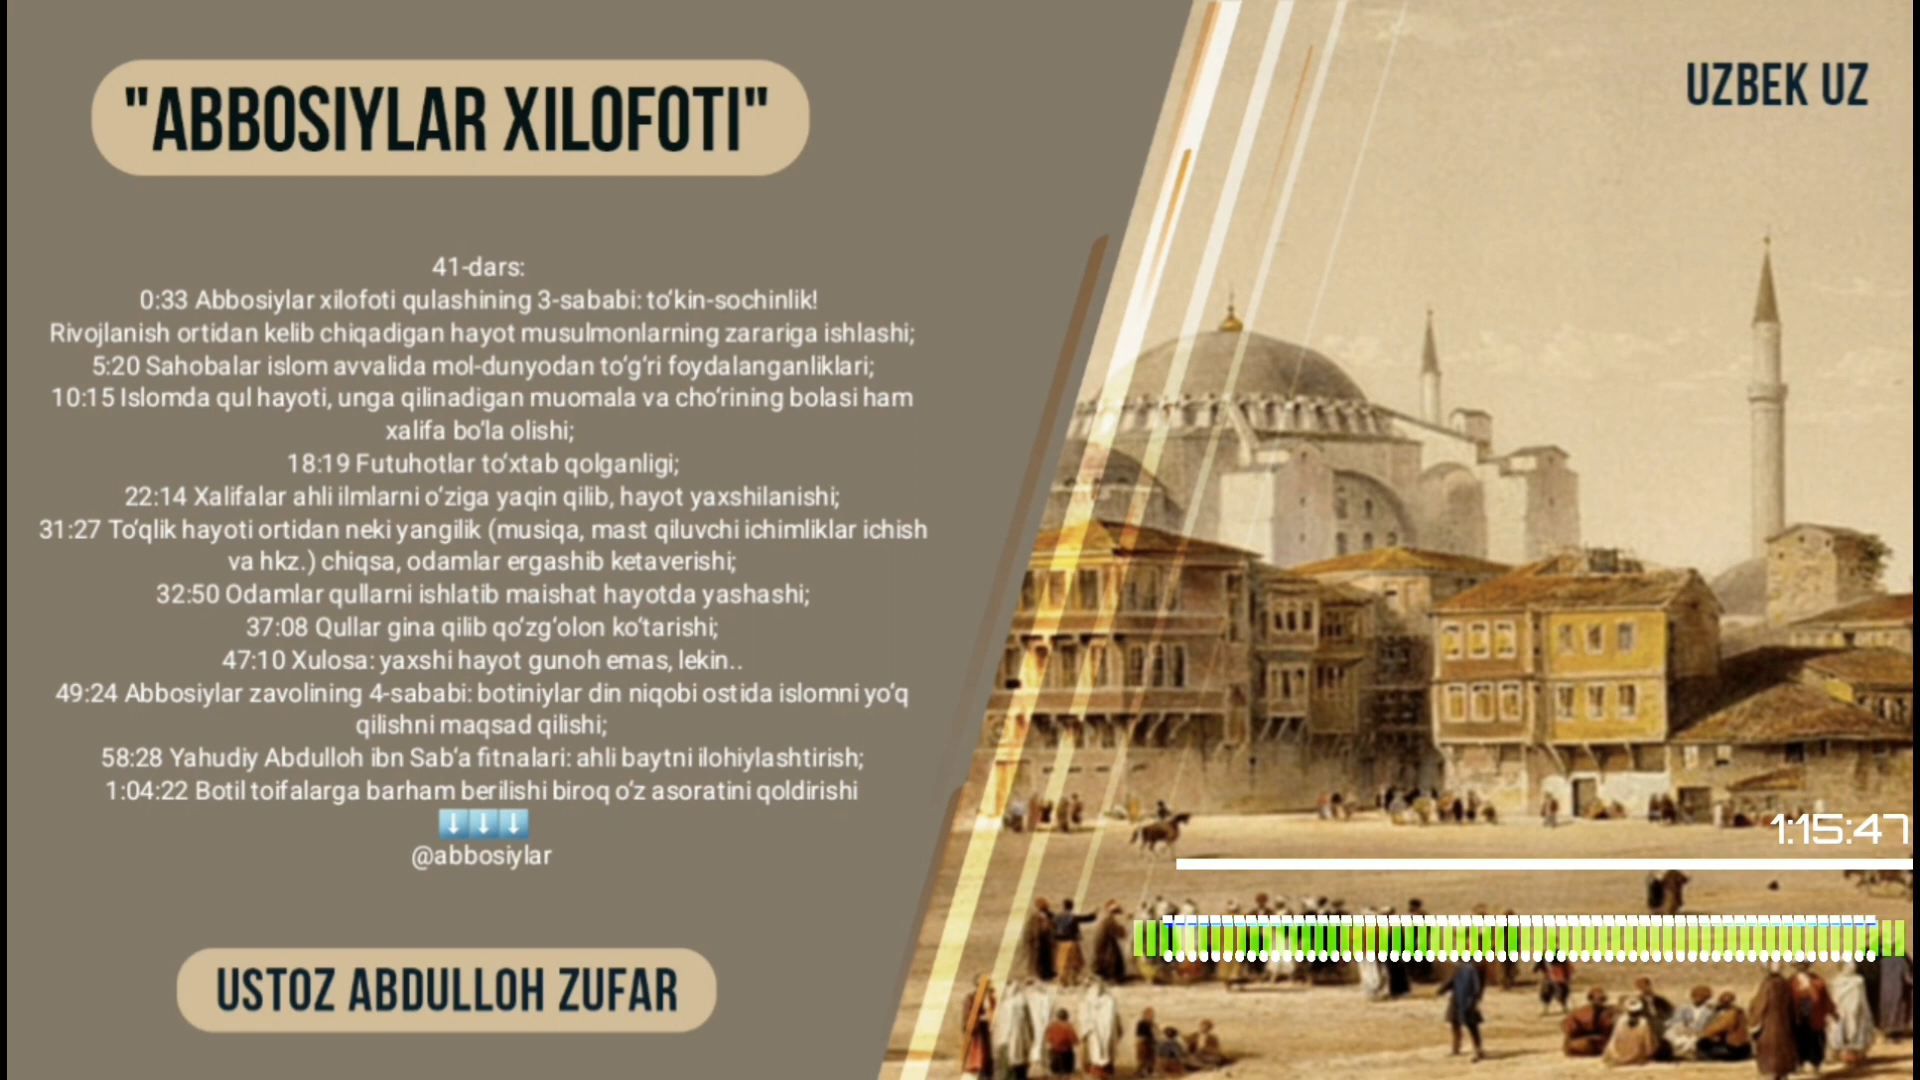 "ABBOSIYLAR XILOFOTI"
UZBEK UZ
41-dars:
0:33 Abbosiylar xilofoti qulashining 3-sababi: to‘kin-sochinlik!
Rivojlanish ortidan kelib chiqadigan hayot musulmonlarning zarariga ishlashi;
5:20 Sahobalar islom avvalida mol-dunyodan to‘g‘ri foydalanganliklari;
10:15 Islomda qul hayoti, unga qilinadigan muomala va cho‘rining bolasi ham
xalifa bo‘la olishi;
18:19 Futuhotlar to‘xtab qolganligi;
22:14 Xalifalar ahli ilmlarni o‘ziga yaqin qilib, hayot yaxshilanishi;
31:27 To‘qlik hayoti ortidan neki yangilik (musiqa, mast qiluvchi ichimliklar ichish
va hkz.) chiqsa, odamlar ergashib ketaverishi;
32:50 Odamlar qullarni ishlatib maishat hayotda yashashi;
37:08 Qullar gina qilib qo‘zg‘olon ko‘tarishi;
47:10 Xulosa: yaxshi hayot gunoh emas, lekin..
49:24 Abbosiylar zavolining 4-sababi: botiniylar din niqobi ostida islomni yo‘q
qilishni maqsad qilishi;
58:28 Yahudiy Abdulloh ibn Sab‘a fitnalari: ahli baytni ilohiylashtirish;
1:04:22 Botil toifalarga barham berilishi biroq o‘z asoratini qoldirishi
⬇️⬇️⬇️
@abbosiylar
1:15:47
USTOZ ABDULLOH ZUFAR